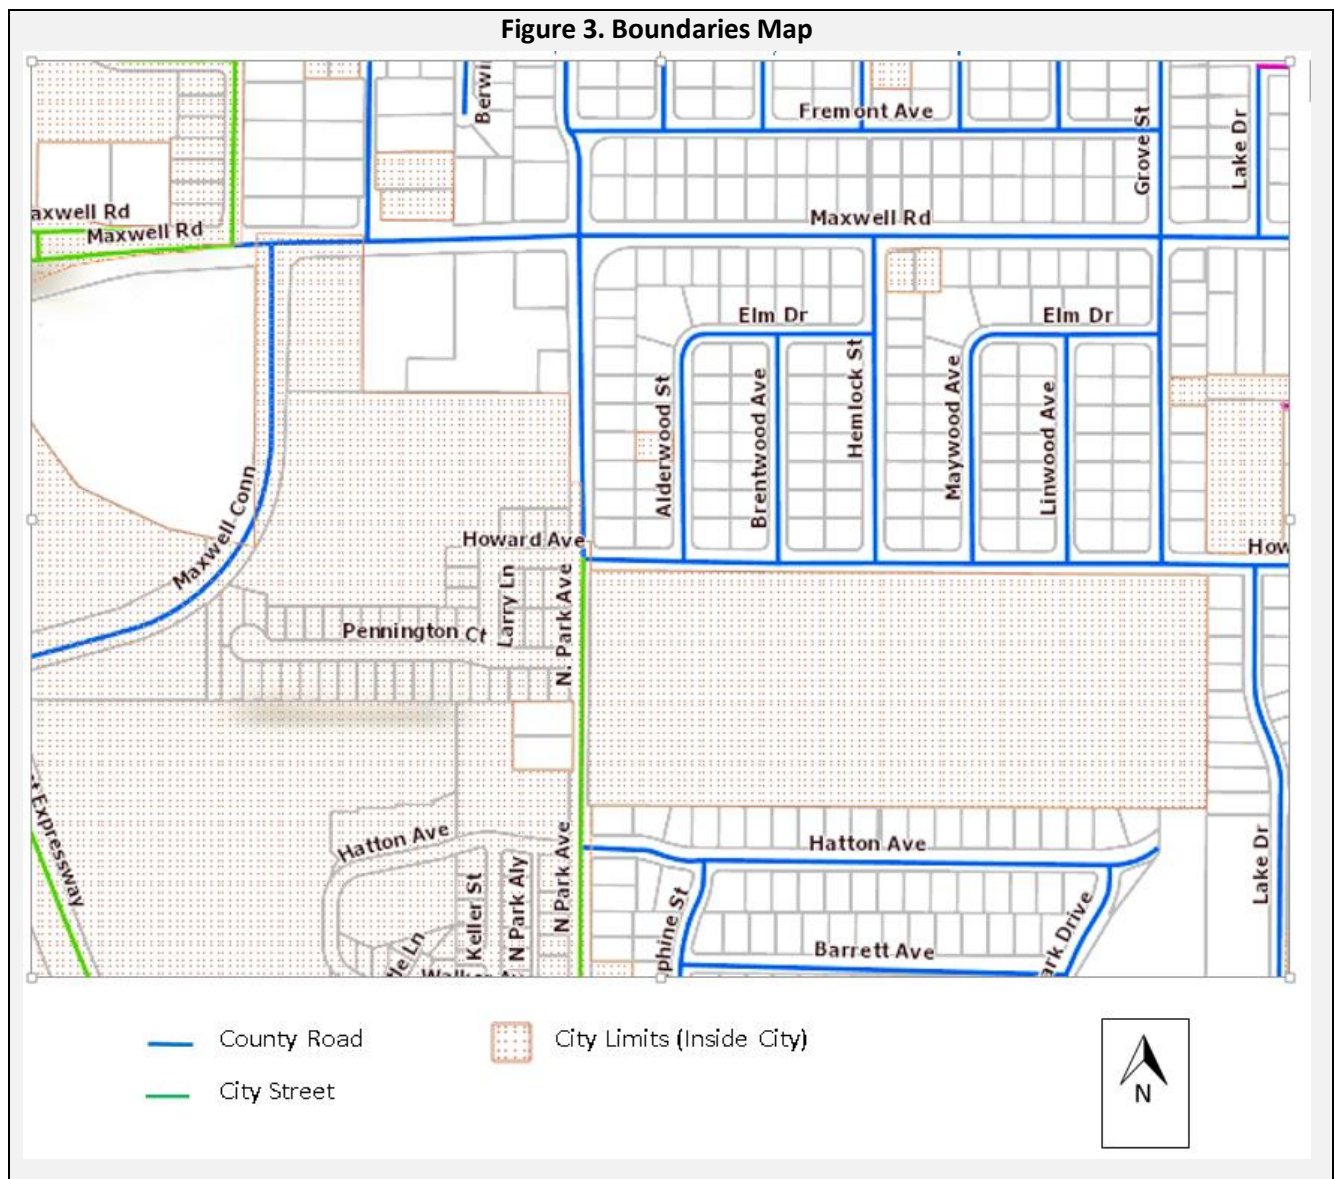 Figure 3. Boundaries Map
Berwi
Fremont Ave
Grove St
Lake Dr
axwell Rd
Maxwell Rd
Maxwell Rd
Elm Dr
Elm Dr
Alderwood St
Brentwood Ave
Hemlock St
Maywood Ave
Linwood Ave
Maxwell Conn
Howard Ave
How
Larry Ln
N. Park Ave
Pennington Ct
t Expressway
Hatton Ave
Hatton Ave
Keller St
N Park Aly
N Park Ave
Lake Dr
phine St
ark Drive
Barrett Ave
le Ln
County Road
City Limits (Inside City)
City Street
N